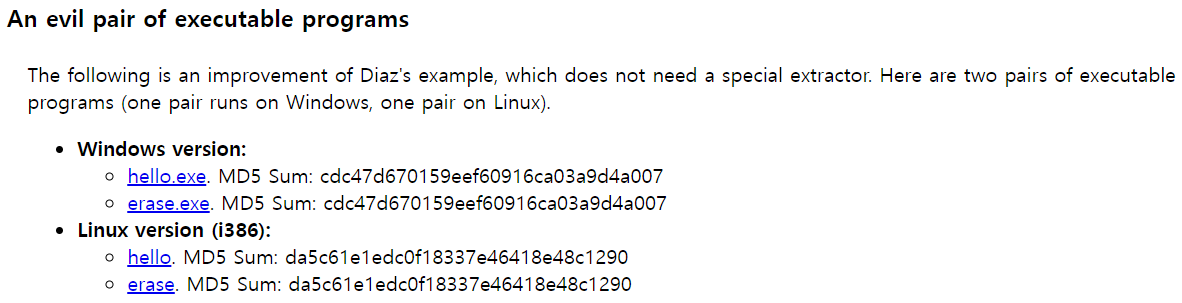 An evil pair of executable programs
The following is an improvement of Diaz's example, which does not need a special extractor. Here are two pairs of executable
programs (one pair runs on Windows, one pair on Linux).
• Windows version:
○ hello.exe. MD5 Sum: cdc47d670159eef60916ca03a9d4a007
○ erase.exe. MD5 Sum: cdc47d670159eef60916ca03a9d4a007
• Linux version (i386):
○ hello. MD5 Sum: da5c61e1edc0f18337e46418e48c1290
○ erase. MD5 Sum: da5c61e1edc0f18337e46418e48c1290